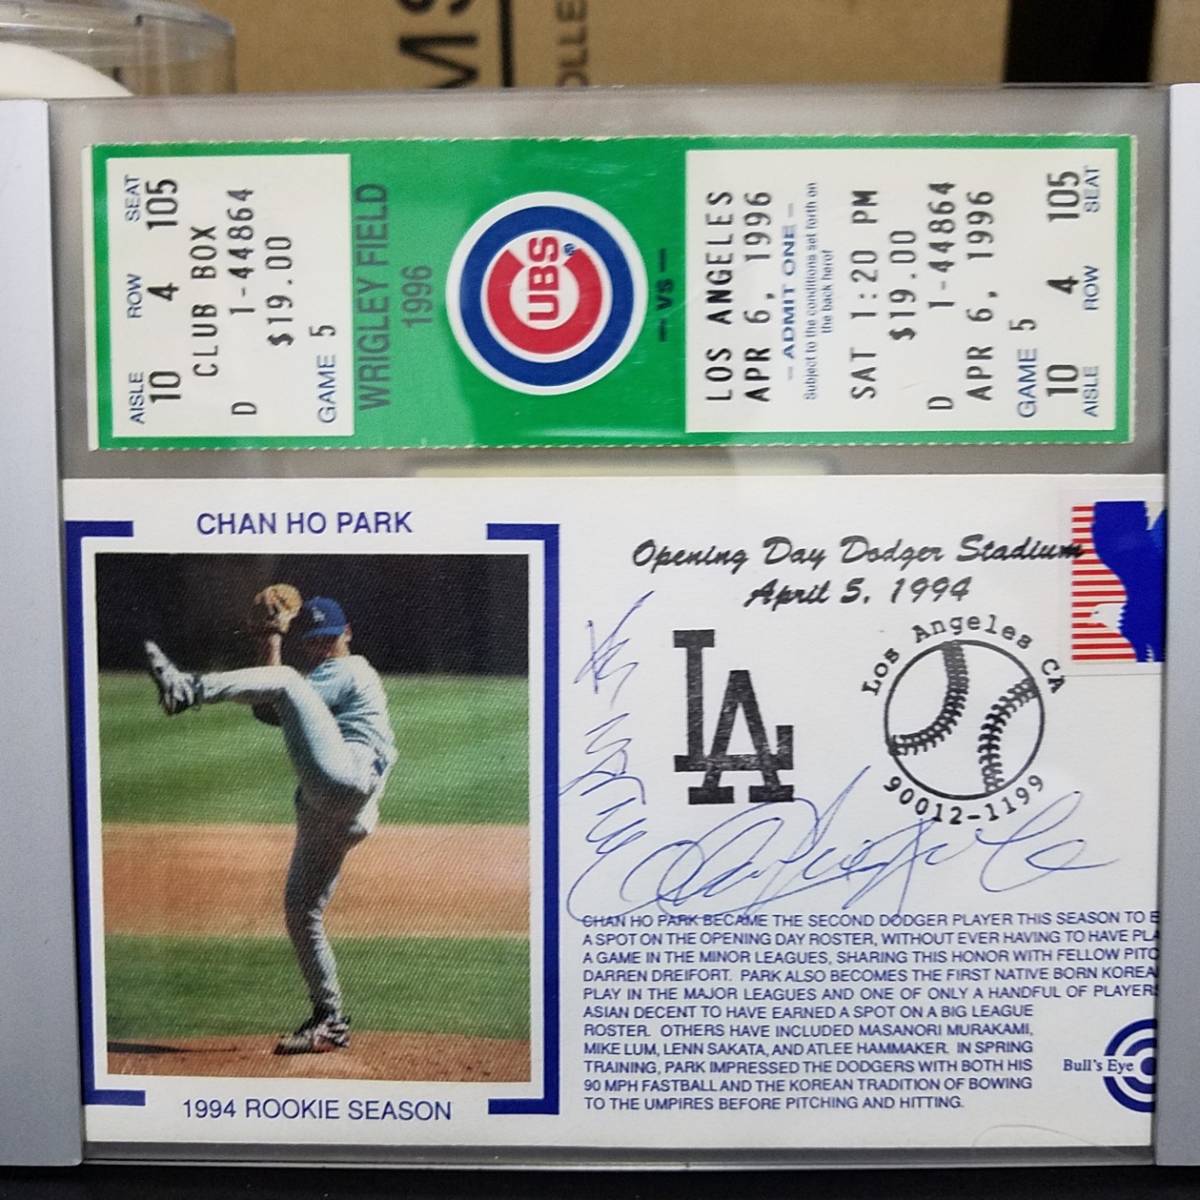 AISLE ROW SEAT
10 4 105
CLUB BOX
D 1-44864
$19.00
GAME 5
WRIGLEY FIELD
1996
CUBS
- vs -
LOS ANGELES
APR 6, 1996
- ADMIT ONE -
Subject to the conditions set forth on
the back hereof
SAT 1:20 PM
$19.00
D 1-44864
APR 6, 1996
GAME 5
10 4 105
AISLE ROW SEAT
CHAN HO PARK
1994 ROOKIE SEASON
Opening Day Dodger Stadium
April 5, 1994
LA
Los Angeles CA
90012-1199
CHAN HO PARK BECAME THE SECOND DODGER PLAYER THIS SEASON TO
A SPOT ON THE OPENING DAY ROSTER, WITHOUT EVER HAVING TO HAVE PLA
A GAME IN THE MINOR LEAGUES, SHARING THIS HONOR WITH FELLOW PITC
DARREN DREIFORT. PARK ALSO BECOMES THE FIRST NATIVE BORN KOREA
PLAY IN THE MAJOR LEAGUES AND ONE OF ONLY A HANDFUL OF PLAYERS
ASIAN DECENT TO HAVE EARNED A SPOT ON A BIG LEAGUE
ROSTER. OTHERS HAVE INCLUDED MASANORI MURAKAMI,
MIKE LUM, LENN SAKATA, AND ATLEE HAMMAKER. IN SPRING
TRAINING, PARK IMPRESSED THE DODGERS WITH BOTH HIS
90 MPH FASTBALL AND THE KOREAN TRADITION OF BOWING
TO THE UMPIRES BEFORE PITCHING AND HITTING.
Bull's Eye